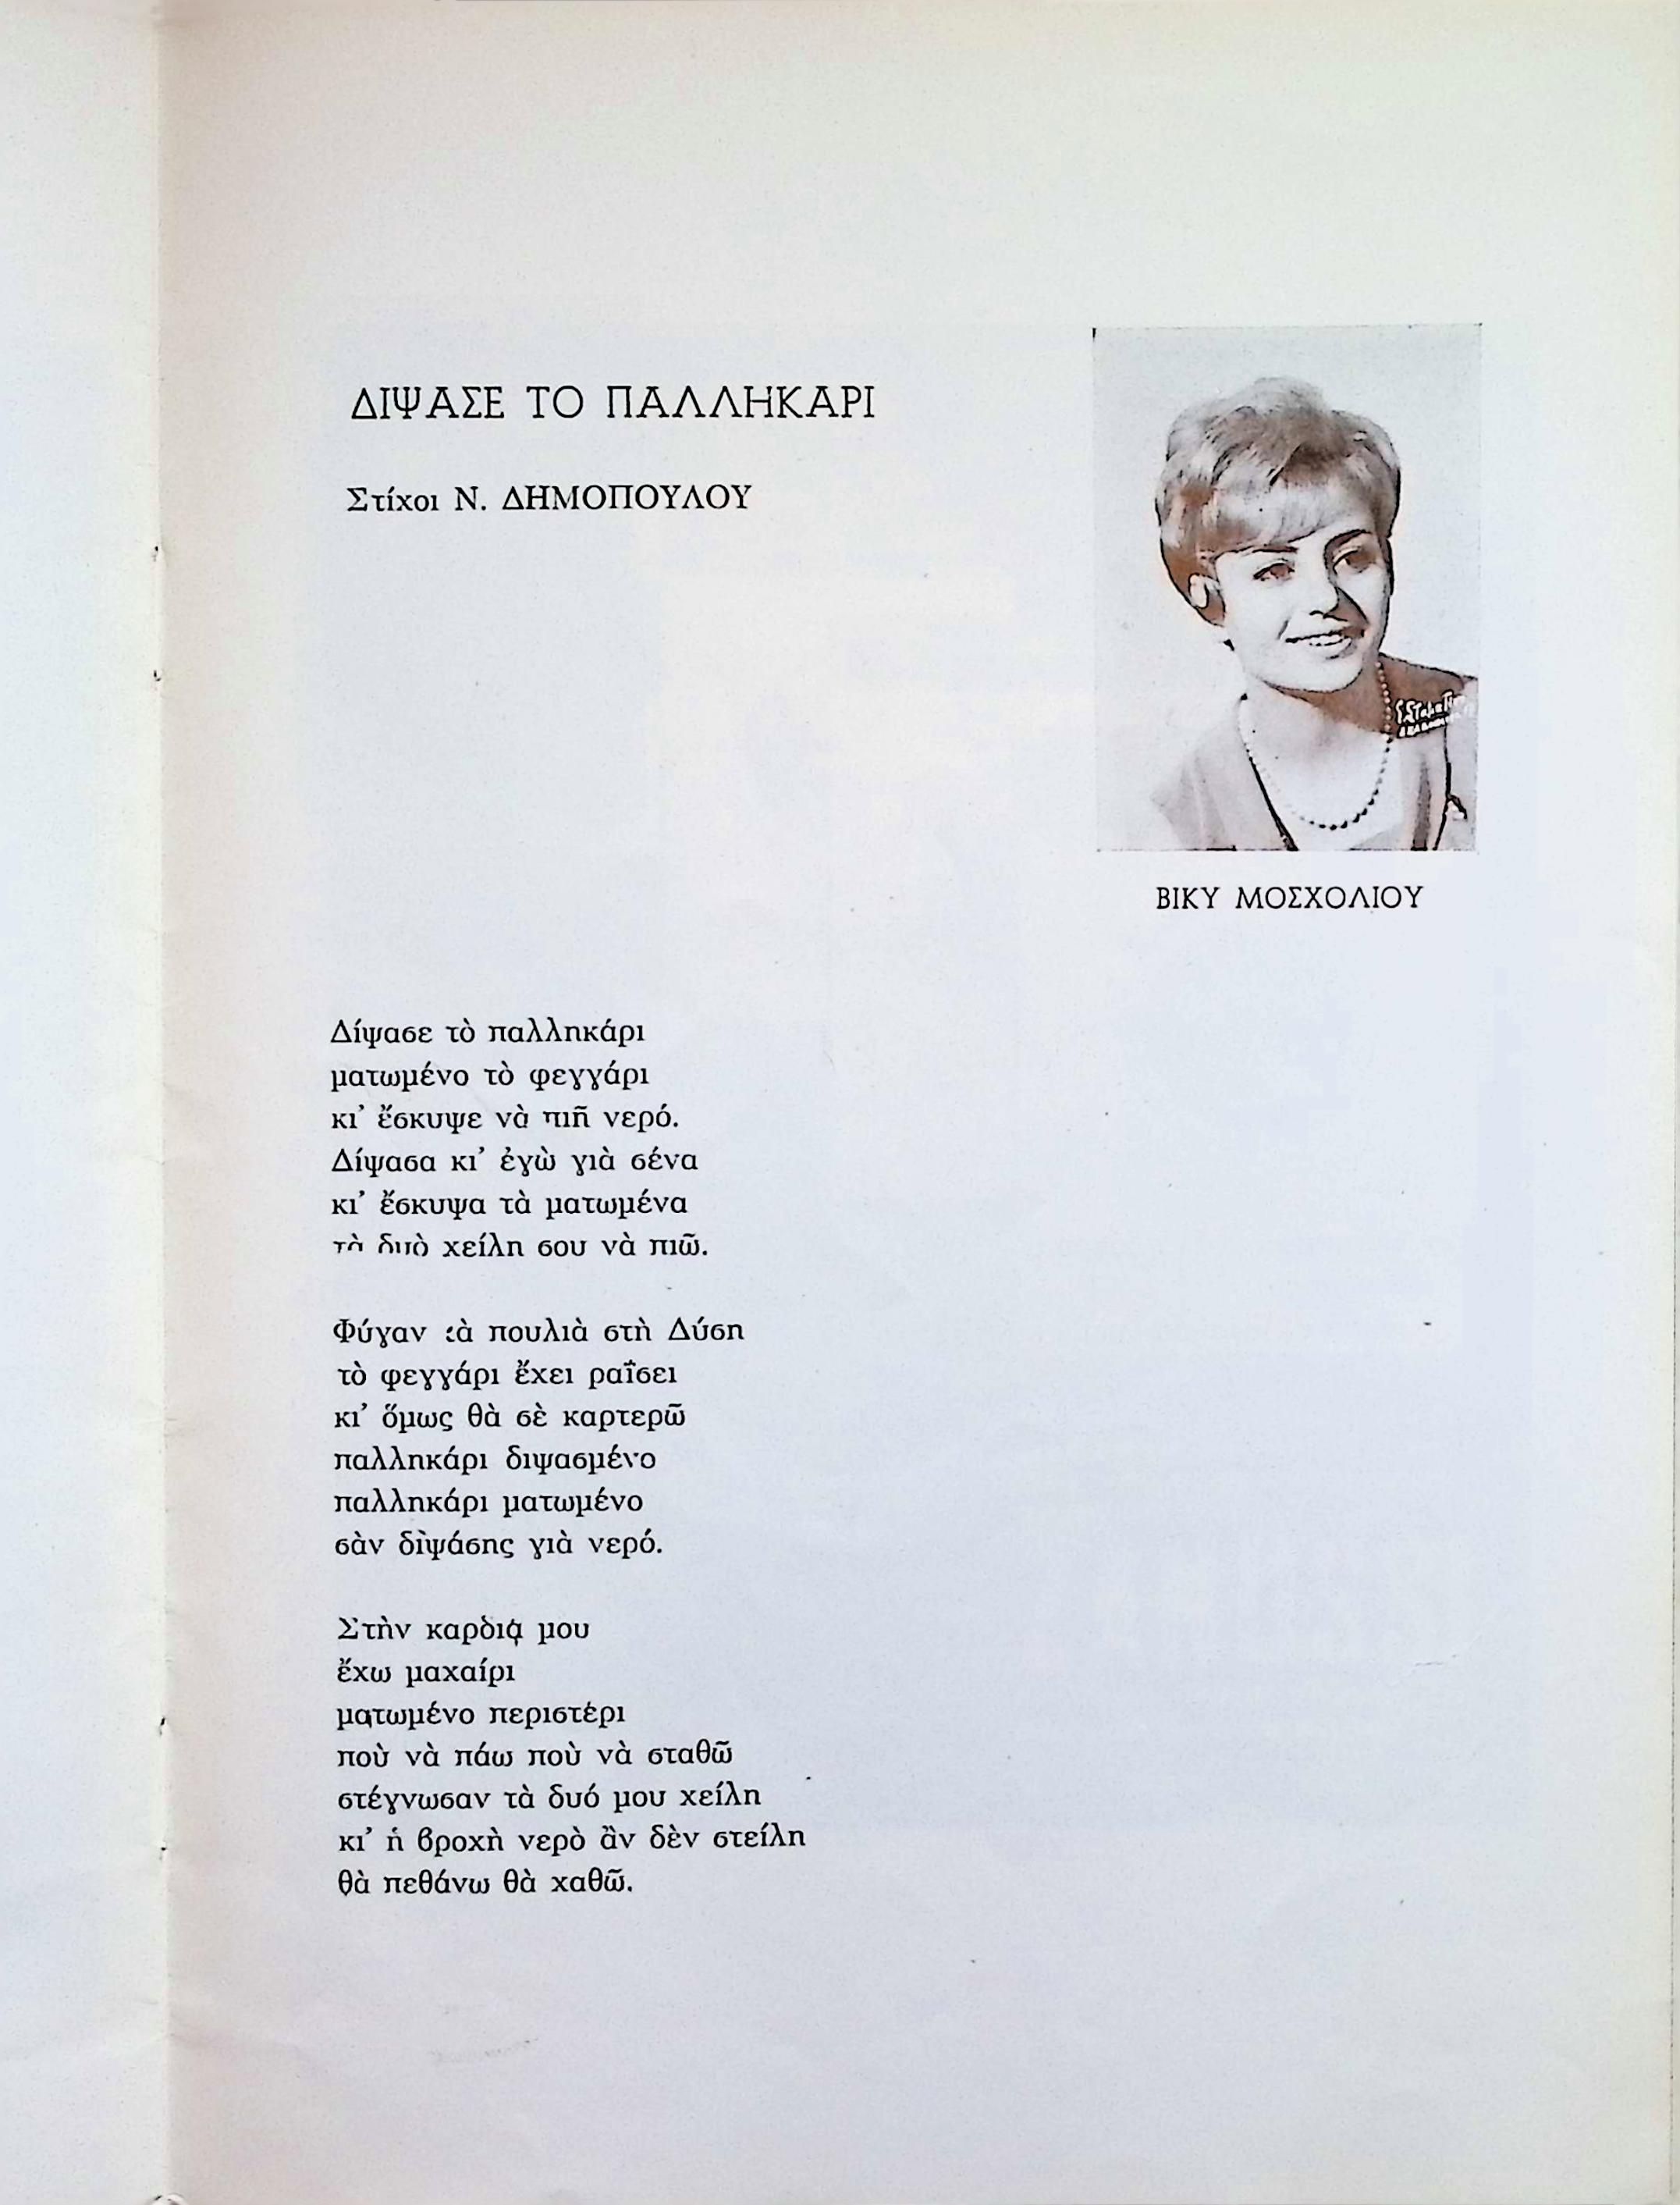 ΔΙΨΑΣΕ ΤΟ ΠΑΛΛΗΚΑΡΙ
Στίχοι Ν. ΔΗΜΟΠΟΥΛΟΥ
ΒΙΚΥ ΜΟΣΧΟΛΙΟΥ
Δίψασε τὸ παλληκάρι
ματωμένο τὸ φεγγάρι
κι’ ἔσκυψε νὰ πιῆ νερό.
Δίψασα κι’ ἐγὼ γιὰ σένα
κι’ ἔσκυψα τὰ ματωμένα
τὰ δυὸ χείλη σου νὰ πιῶ.
Φύγαν τὰ πουλιὰ στὴ Δύση
τὸ φεγγάρι ἔχει ραΐσει
κι’ ὅμως θὰ σὲ καρτερῶ
παλληκάρι διψασμένο
παλληκάρι ματωμένο
σὰν δὶψάσης γιὰ νερό.
Στὴν καρδιά μου
ἔχω μαχαίρι
ματωμένο περιστέρι
ποὺ νὰ πάω ποὺ νὰ σταθῶ
στέγνωσαν τὰ δυό μου χείλη
κι’ ἡ βροχὴ νερὸ ἂν δὲν στείλη
θὰ πεθάνω θὰ χαθῶ.